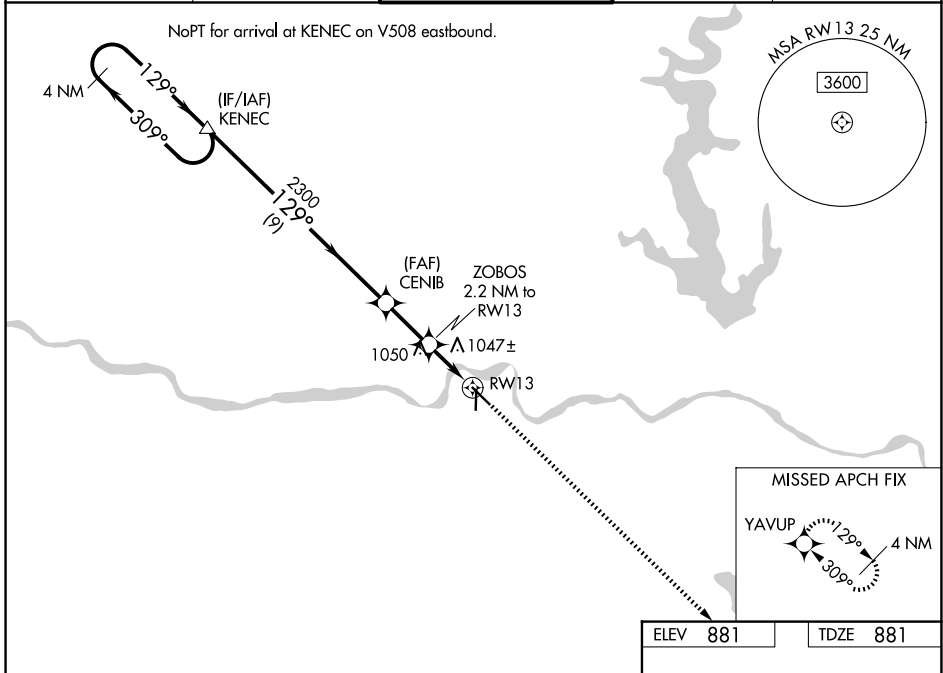 NoPT for arrival at KENEC on V508 eastbound.
MSA RW13 25 NM
3600
4 NM
129°
309°
(IF/IAF)
KENEC
2300
129°
(9)
(FAF)
CENIB
ZOBOS
2.2 NM to
RW13
1050
1047±
RW13
MISSED APCH FIX
YAVUP
129°
309°
4 NM
ELEV 881
TDZE 881